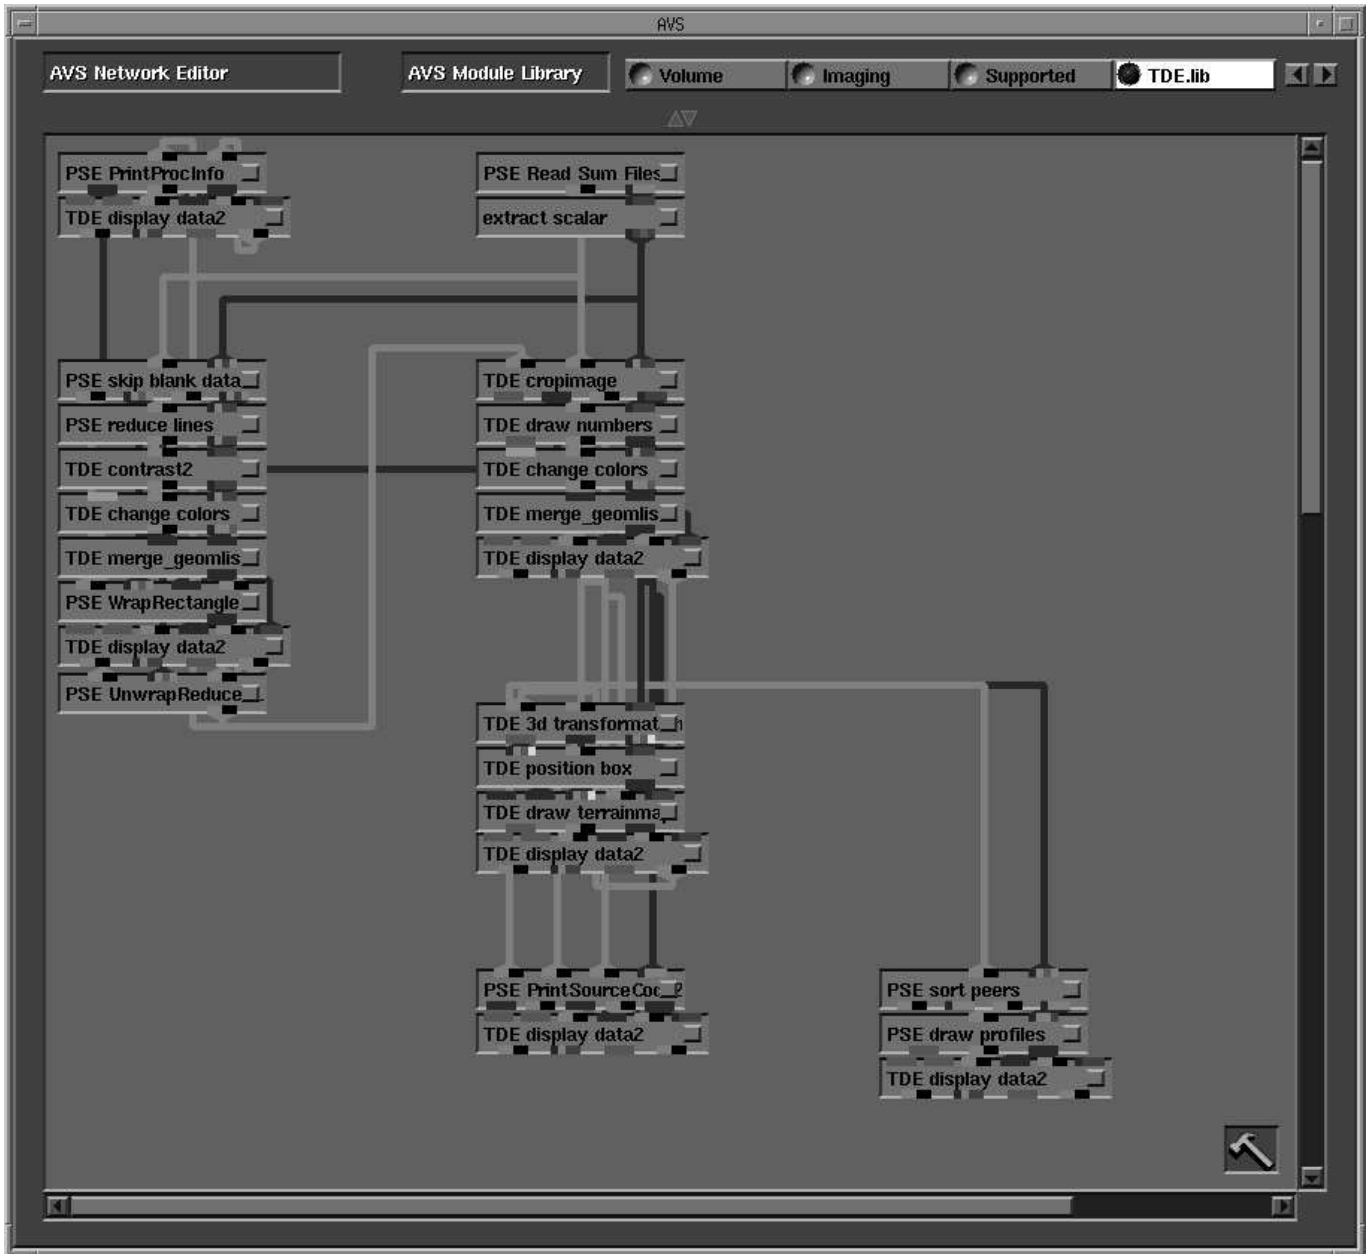 AVS
AVS Network Editor
AVS Module Library
Volume
Imaging
Supported
TDE.lib
PSE PrintProcInfo
TDE display data2
PSE Read Sum Files
extract scalar
PSE skip blank data
PSE reduce lines
TDE contrast2
TDE change colors
TDE merge_geomlis
PSE WrapRectangle
TDE display data2
PSE UnwrapReduce_
TDE cropimage
TDE draw numbers
TDE change colors
TDE merge_geomlis
TDE display data2
TDE 3d transformat
TDE position box
TDE draw terrainma
TDE display data2
PSE PrintSourceCo
TDE display data2
PSE sort peers
PSE draw profiles
TDE display data2